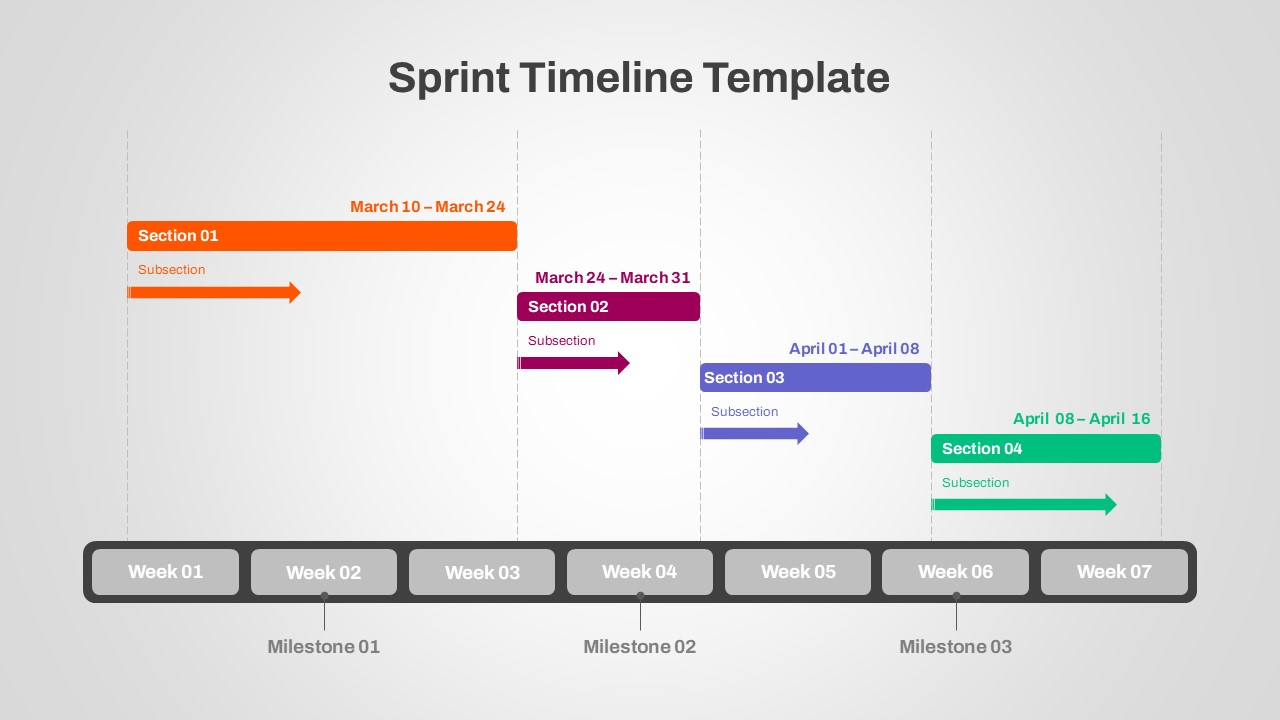 Sprint Timeline Template
March 10 – March 24
Section 01
Subsection
March 24 – March 31
Section 02
Subsection
April 01 – April 08
Section 03
Subsection
April 08 – April 16
Section 04
Subsection
Week 01
Week 02
Week 03
Week 04
Week 05
Week 06
Week 07
Milestone 01
Milestone 02
Milestone 03